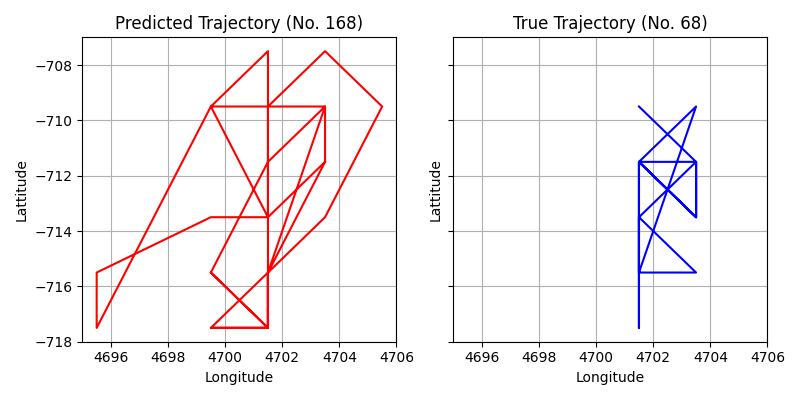 Predicted Trajectory (No. 168)
True Trajectory (No. 68)
Lattitude
−708
−710
−712
−714
−716
−718
4696 4698 4700 4702 4704 4706
Longitude
Lattitude
4696 4698 4700 4702 4704 4706
Longitude